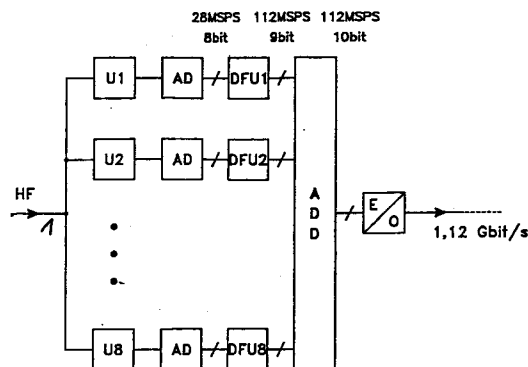 28MSPS 112MSPS 112MSPS
8bit 9bit 10bit
U1 AD DFU1
U2 AD DFU2
HF
1
A
D
D
E
O
1,12 Gbit/s
U8 AD DFU8